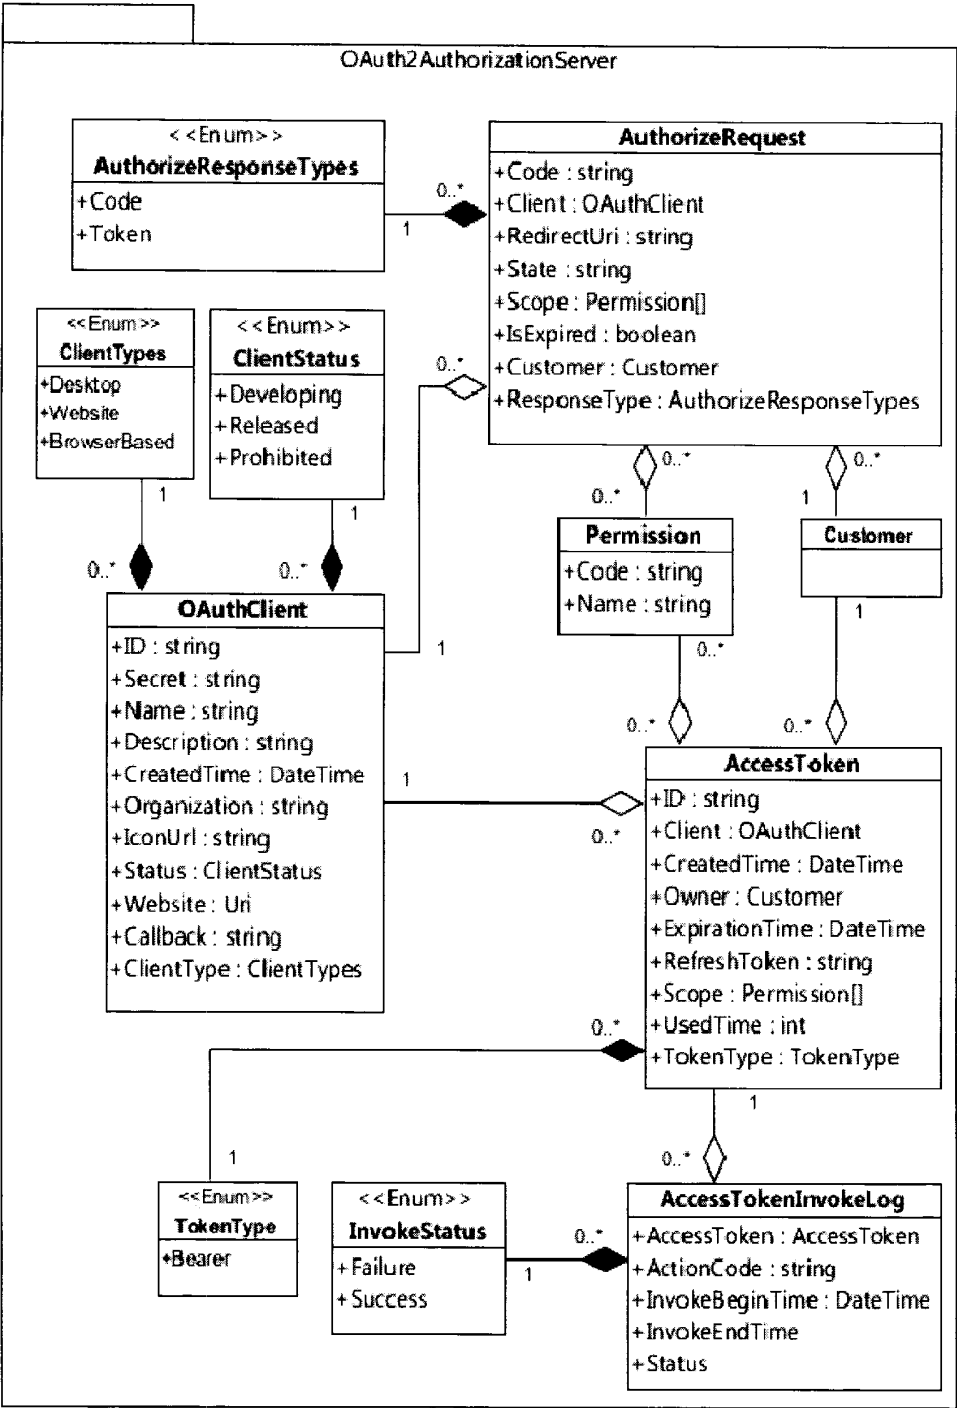 OAuth2AuthorizationServer
<<Enum>>
AuthorizeResponseTypes
+Code
+Token
0..*
1
AuthorizeRequest
+Code : string
+Client : OAuthClient
+RedirectUri : string
+State : string
+Scope : Permission[]
+IsExpired : boolean
+Customer : Customer
+ResponseType : AuthorizeResponseTypes
<<Enum>>
ClientTypes
+Desktop
+Website
+BrowserBased
1
0..*
<<Enum>>
ClientStatus
+Developing
+Released
+Prohibited
1
0..*
0..*
0..*
0..*
0..*
1
Permission
+Code : string
+Name : string
Customer
1
0..*
OAuthClient
+ID : string
+Secret : string
+Name : string
+Description : string
+CreatedTime : DateTime
+Organization : string
+IconUrl : string
+Status : ClientStatus
+Website : Uri
+Callback : string
+ClientType : ClientTypes
1
1
0..*
0..*
0..*
AccessToken
+ID : string
+Client : OAuthClient
+CreatedTime : DateTime
+Owner : Customer
+ExpirationTime : DateTime
+RefreshToken : string
+Scope : Permission[]
+UsedTime : int
+TokenType : TokenType
0..*
1
1
0..*
<<Enum>>
TokenType
+Bearer
<<Enum>>
InvokeStatus
+Failure
+Success
0..*
1
AccessTokenInvokeLog
+AccessToken : AccessToken
+ActionCode : string
+InvokeBeginTime : DateTime
+InvokeEndTime
+Status